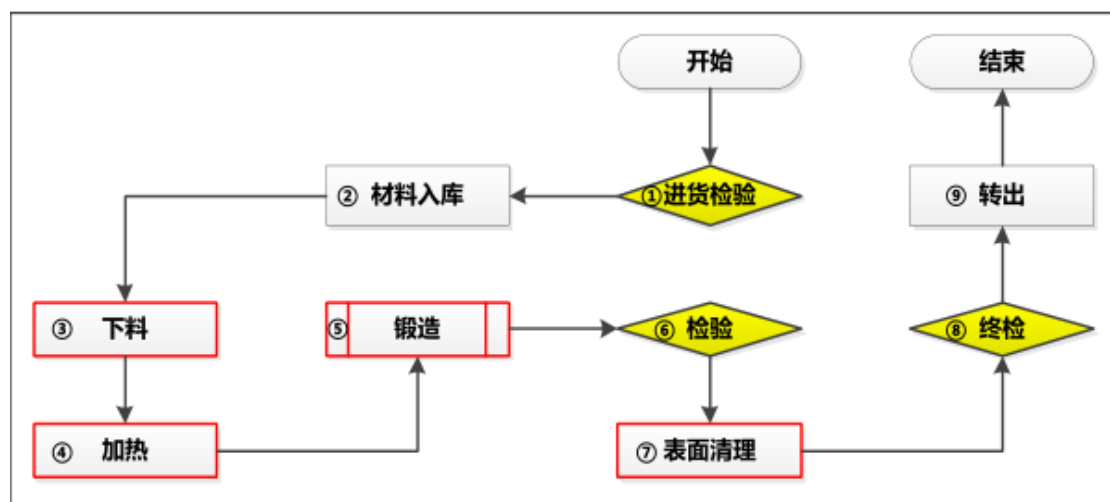 开始
结束
② 材料入库
①进货检验
⑨ 转出
③ 下料
⑤ 锻造
⑥ 检验
⑧ 终检
④ 加热
⑦ 表面清理